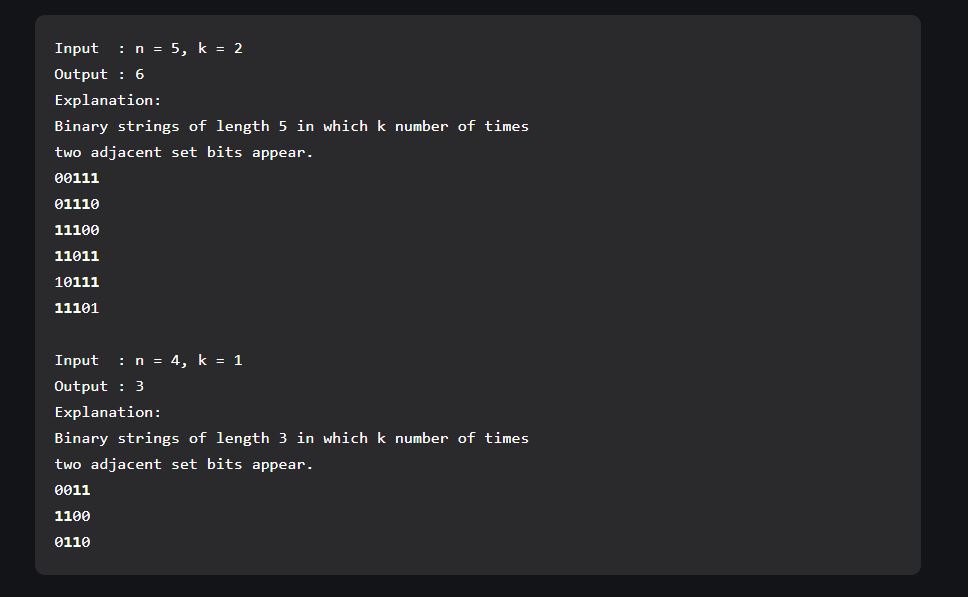 Input  : n = 5, k = 2
Output : 6
Explanation:
Binary strings of length 5 in which k number of times
two adjacent set bits appear.
00111
01110
11100
11011
10111
11101
Input  : n = 4, k = 1
Output : 3
Explanation:
Binary strings of length 3 in which k number of times
two adjacent set bits appear.
0011
1100
0110